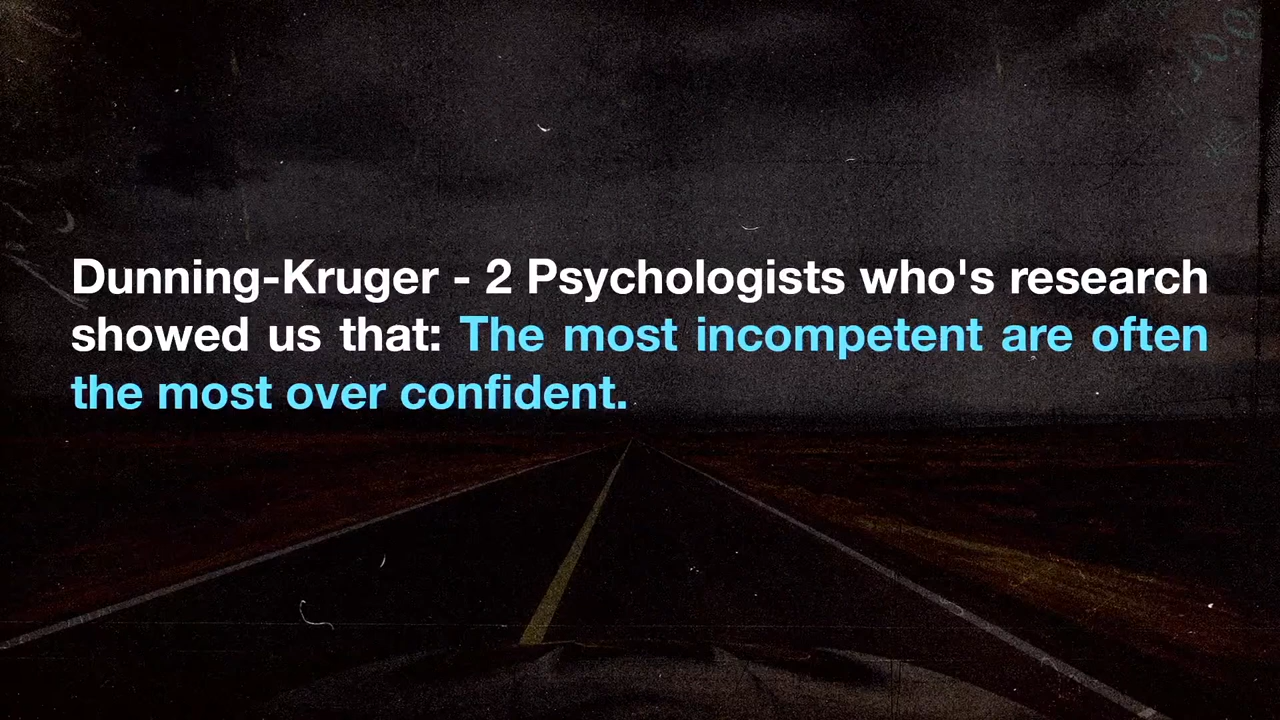 Dunning-Kruger - 2 Psychologists who's research
showed us that: The most incompetent are often
the most over confident.